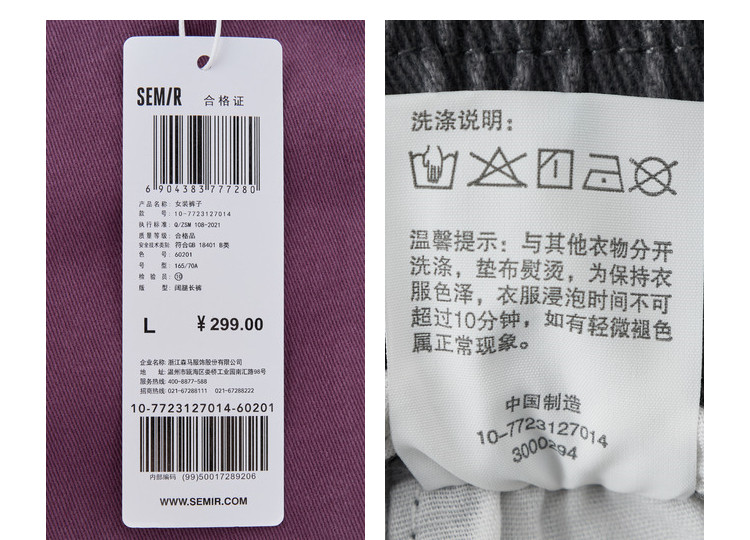 SEMIR 合格证
6 904383 777280
产品名称: 女装裤子
款 号: 10-7723127014
执行标准: Q/ZSM 108-2021
质量等级: 合格品
安全技术类别: 符合GB 18401 B类
色 号: 60201
号 型: 165/70A
检 验 员: ⑩
版 型: 阔腿长裤
L ¥299.00
企业名称: 浙江森马服饰股份有限公司
地 址: 温州市瓯海区娄桥工业园南汇路98号
服务热线: 400-8877-588
招商热线: 021-67288111 021-67288222
10-7723127014-60201
内部编码 (99)50017289206
WWW.SEMIR.COM
洗涤说明:
温馨提示: 与其他衣物分开
洗涤，垫布熨烫，为保持衣
服色泽，衣服浸泡时间不可
超过10分钟，如有轻微褪色
属正常现象。
中国制造
10-7723127014